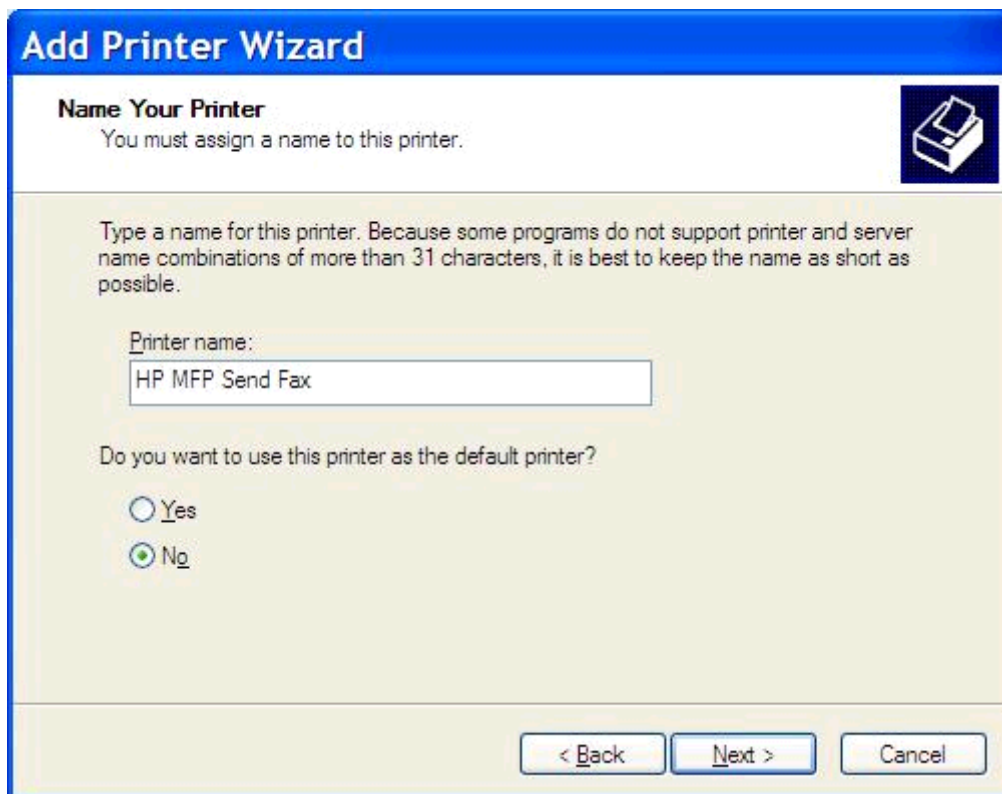 Add Printer Wizard
Name Your Printer
You must assign a name to this printer.
Type a name for this printer. Because some programs do not support printer and server
name combinations of more than 31 characters, it is best to keep the name as short as
possible.
Printer name:
HP MFP Send Fax
Do you want to use this printer as the default printer?
Yes
No
< Back
Next >
Cancel